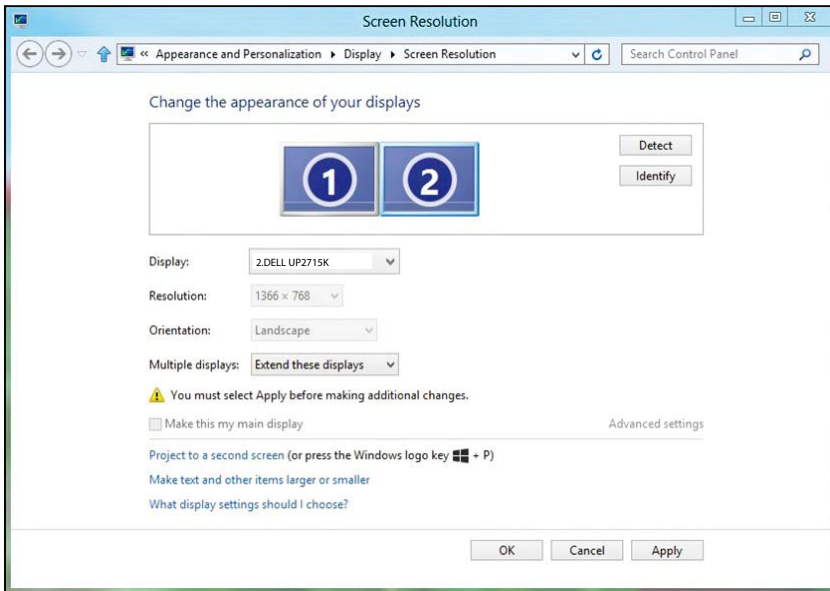 Screen Resolution
« Appearance and Personalization ▸ Display ▸ Screen Resolution
Search Control Panel
Change the appearance of your displays
1 2
Detect
Identify
Display: 2.DELL UP2715K
Resolution: 1366 × 768
Orientation: Landscape
Multiple displays: Extend these displays
You must select Apply before making additional changes.
Make this my main display Advanced settings
Project to a second screen (or press the Windows logo key + P)
Make text and other items larger or smaller
What display settings should I choose?
OK Cancel Apply